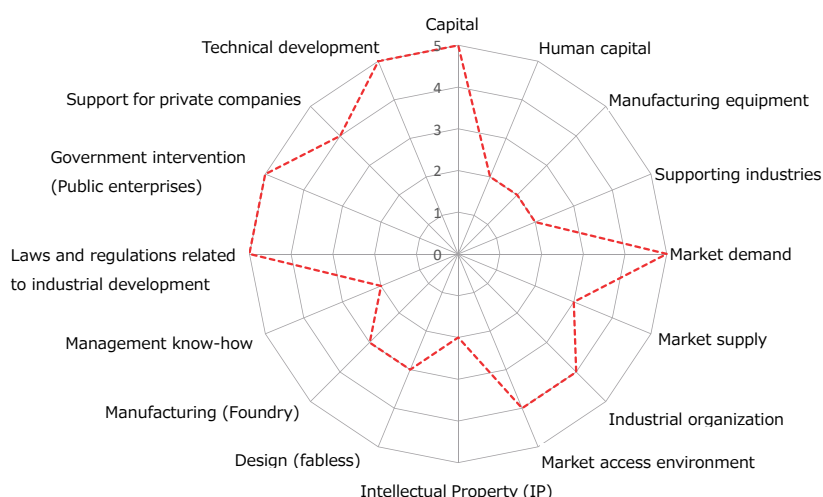 Capital
Technical development
Human capital
Support for private companies
Manufacturing equipment
Government intervention
(Public enterprises)
Supporting industries
Laws and regulations related
to industrial development
Market demand
Management know-how
Market supply
Manufacturing (Foundry)
Industrial organization
Design (fabless)
Market access environment
Intellectual Property (IP)
5
4
3
2
1
0